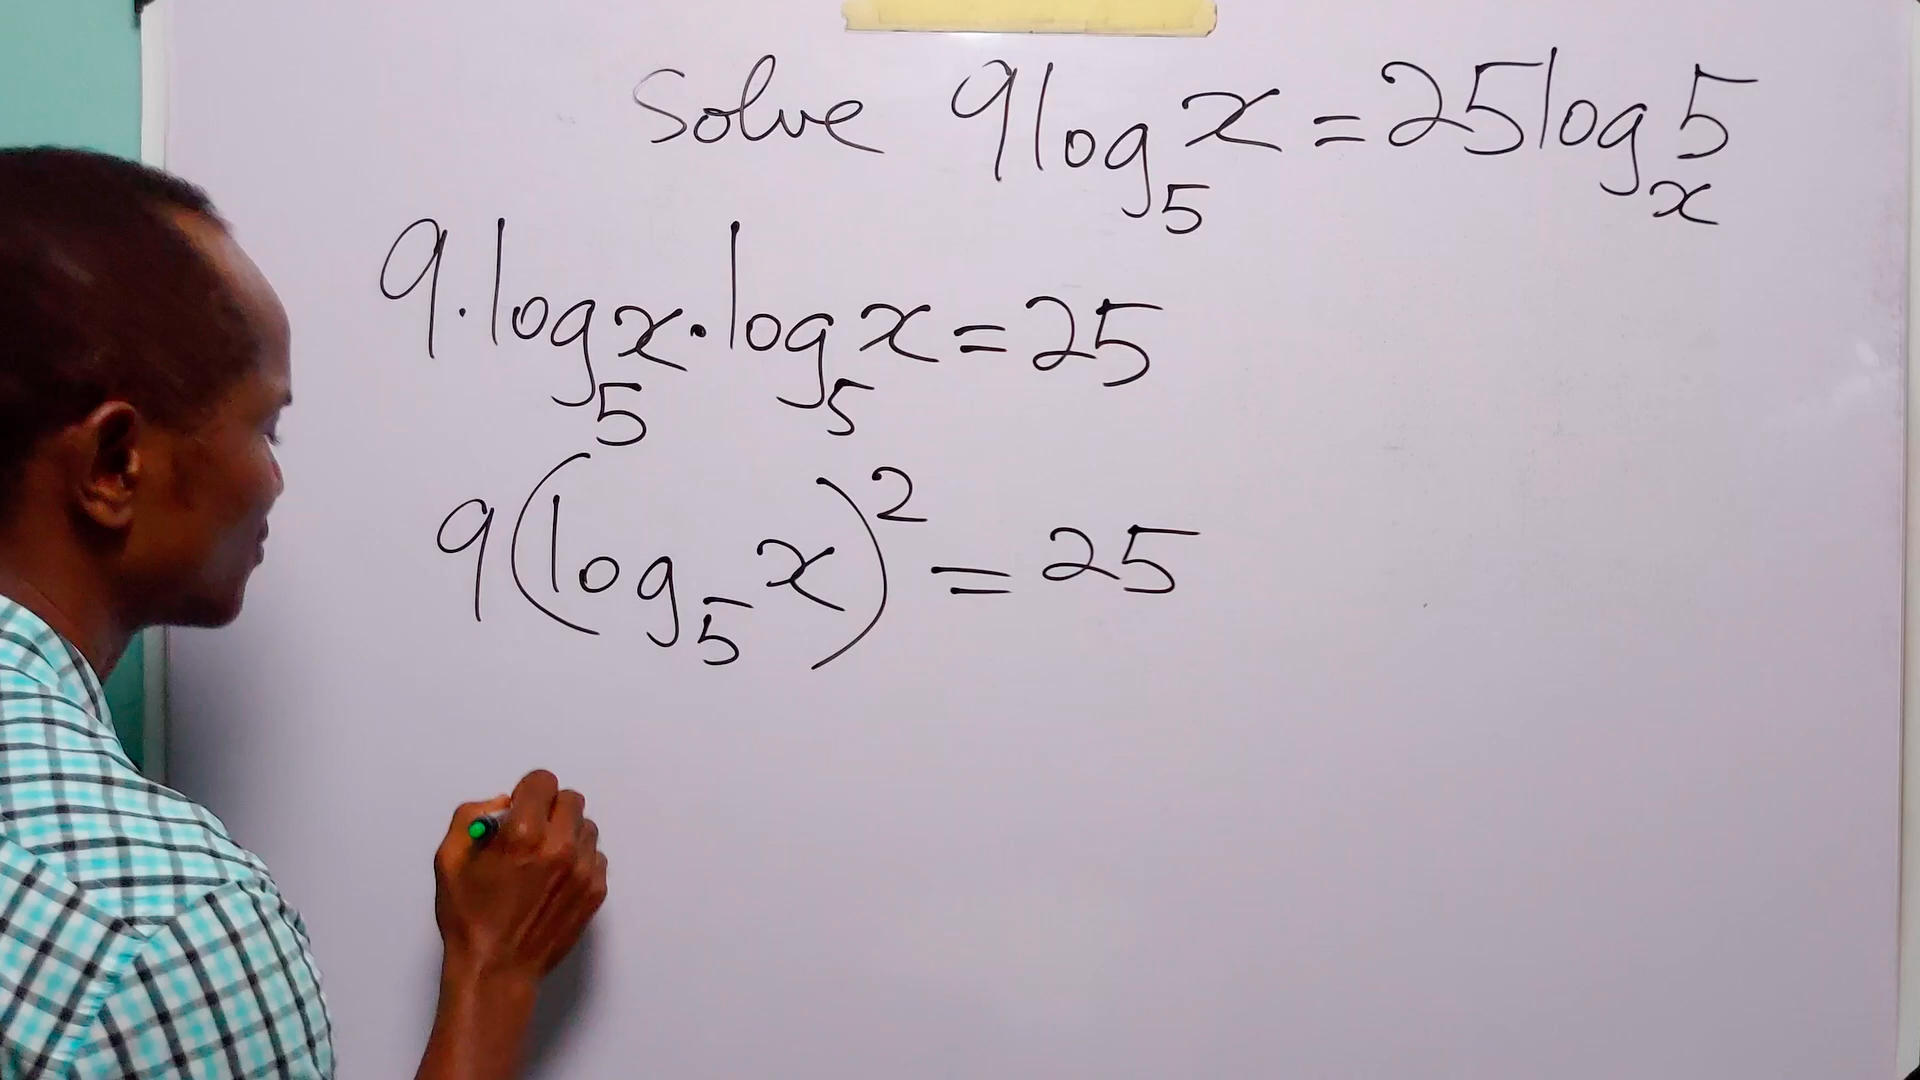 Solve 9log₅x = 25logₓ5
9.log₅x.log₅x = 25
9(log₅x)² = 25